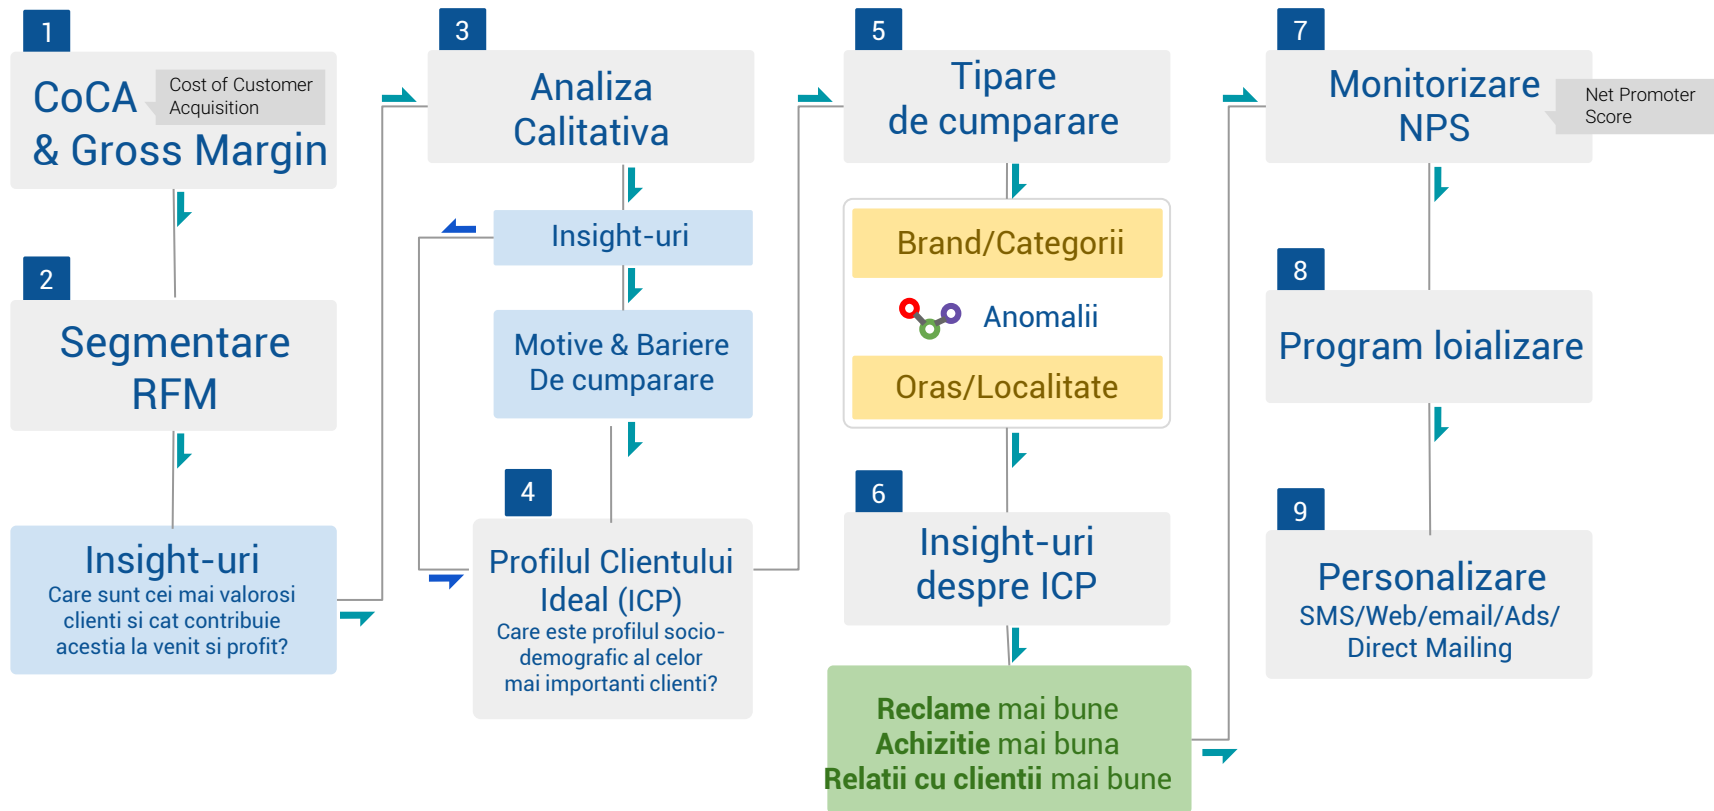 1
CoCA
& Gross Margin
Cost of Customer
Acquisition
2
Segmentare
RFM
Insight-uri
Care sunt cei mai valorosi
clienti si cat contribuie
acestia la venit si profit?
3
Analiza
Calitativa
Insight-uri
Motive & Bariere
De cumparare
4
Profilul Clientului
Ideal (ICP)
Care este profilul socio-
demografic al celor
mai importanti clienti?
5
Tipare
de cumparare
Brand/Categorii
Anomalii
Oras/Localitate
6
Insight-uri
despre ICP
Reclame mai bune
Achizitie mai buna
Relatii cu clientii mai bune
7
Monitorizare
NPS
Net Promoter
Score
8
Program loializare
9
Personalizare
SMS/Web/email/Ads/
Direct Mailing